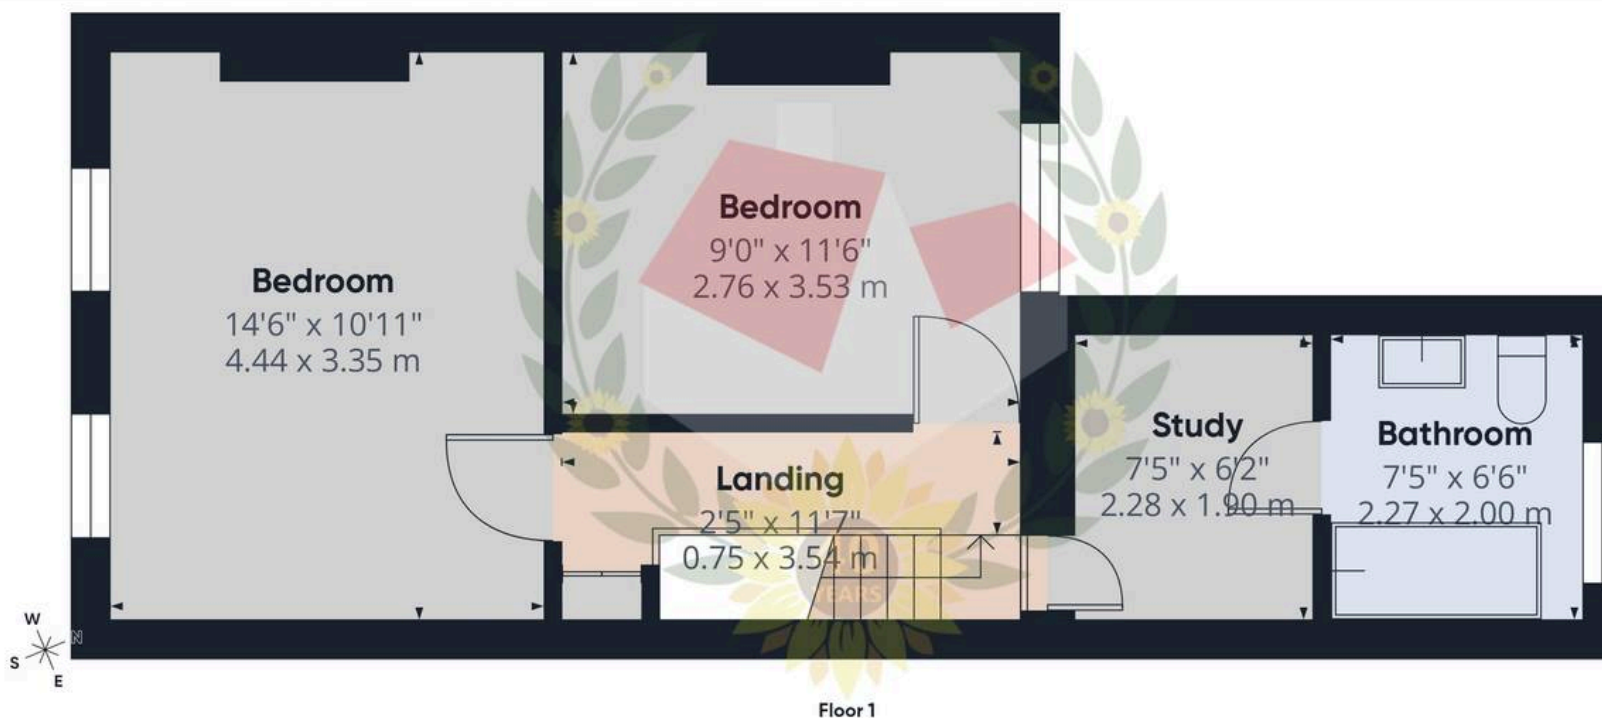 Bedroom
14'6" x 10'11"
4.44 x 3.35 m
Bedroom
9'0" x 11'6"
2.76 x 3.53 m
Landing
2'5" x 11'7"
0.75 x 3.54 m
Study
7'5" x 6'2"
2.28 x 1.90 m
Bathroom
7'5" x 6'6"
2.27 x 2.00 m
YEARS
W
N
S
E
Floor 1